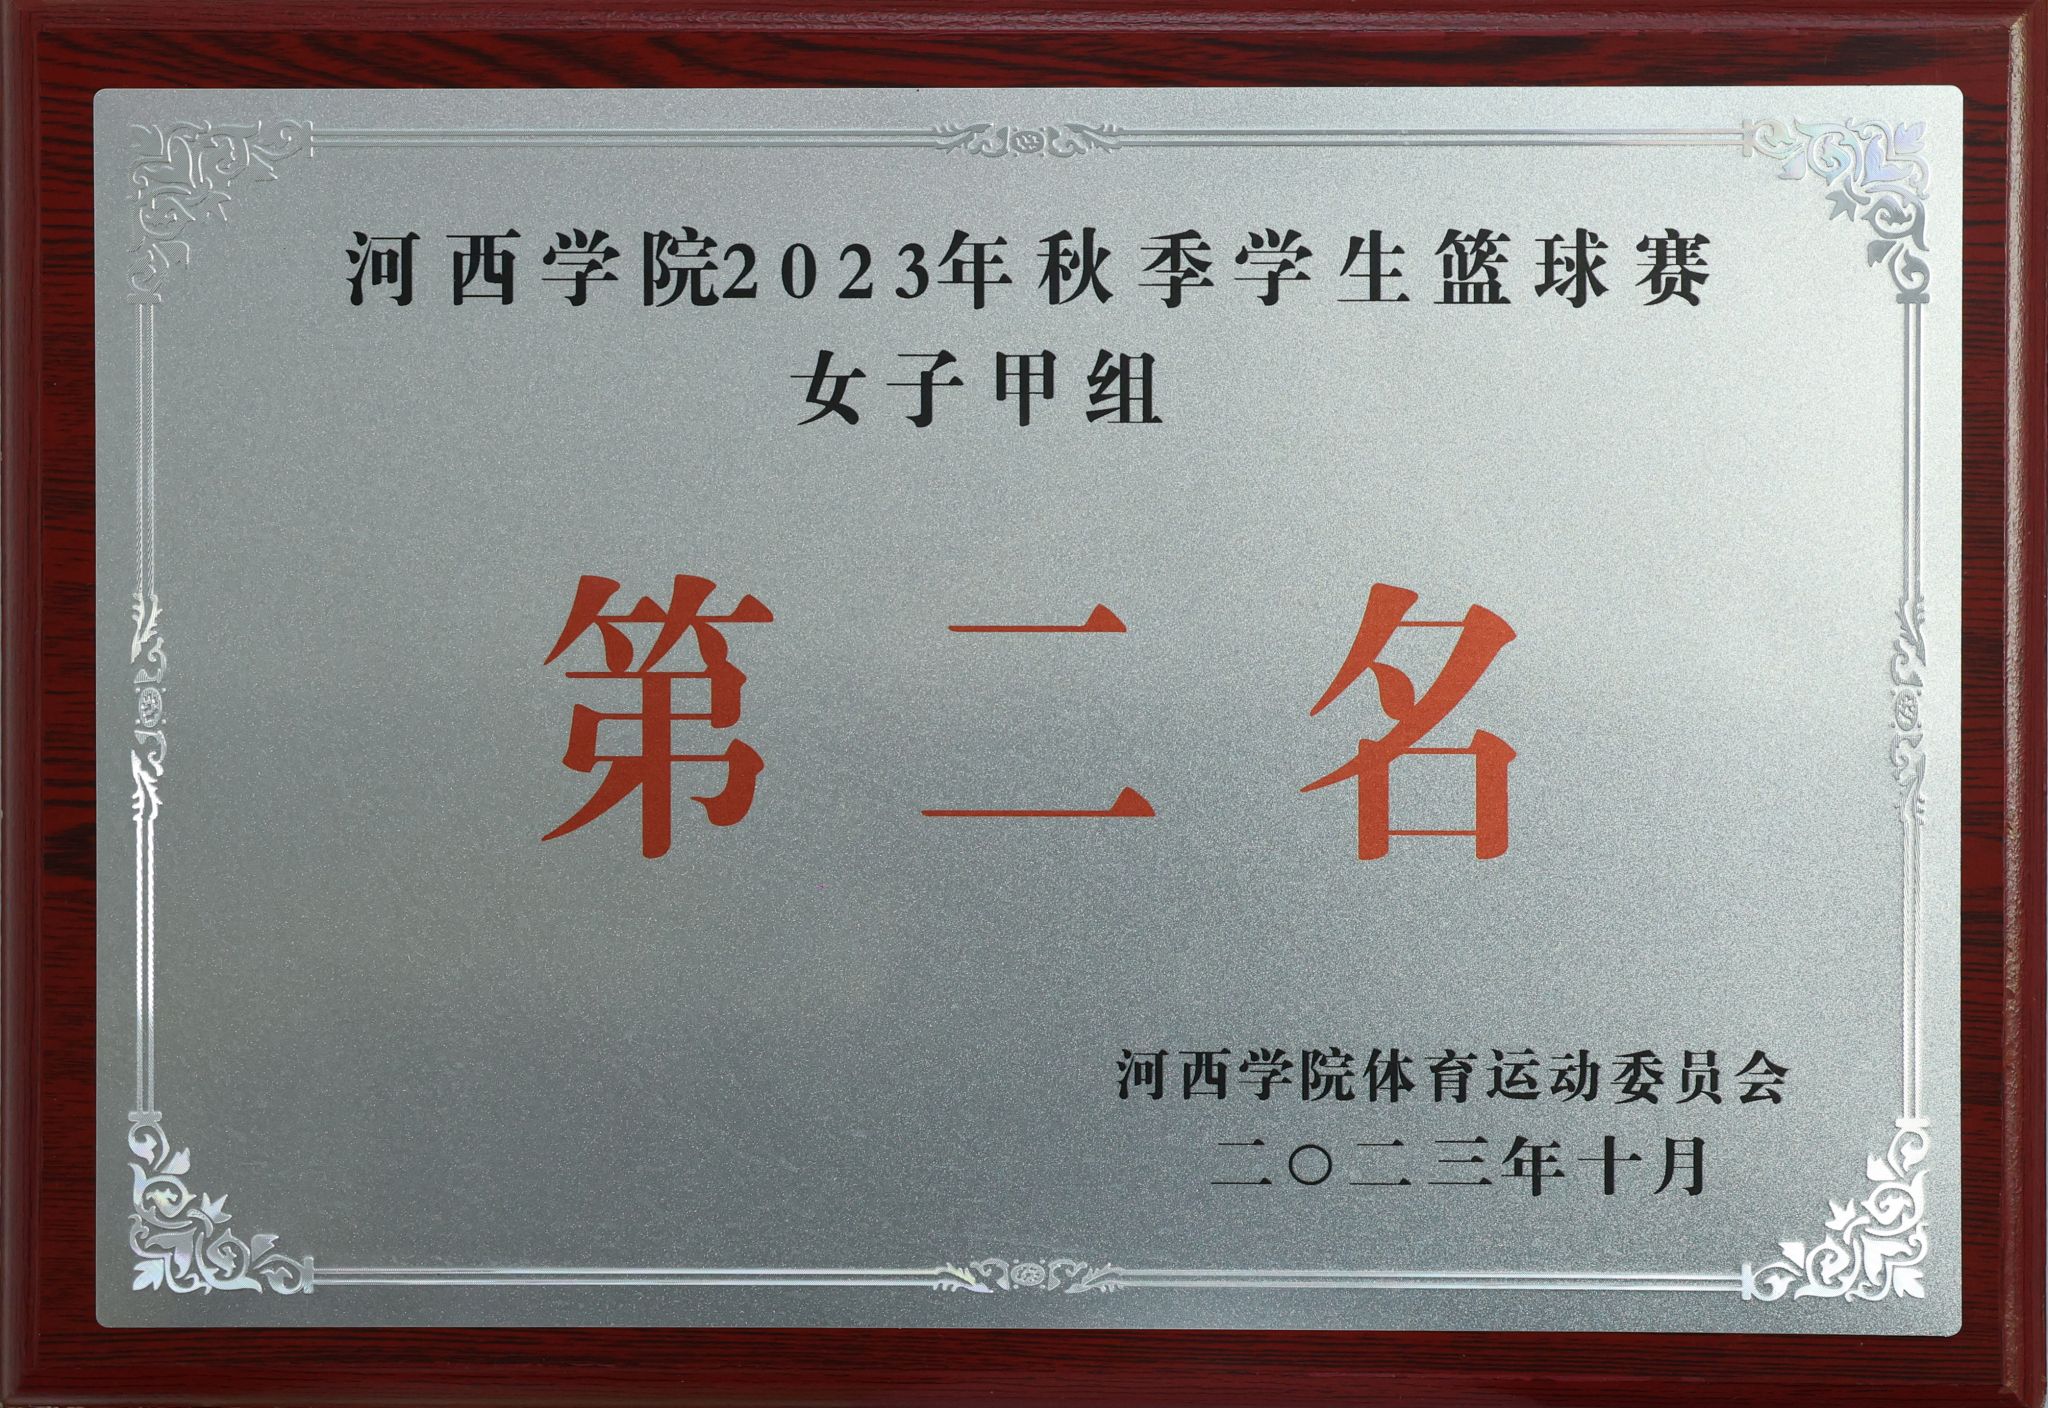 河西学院2023年秋季学生篮球赛
女子甲组
第二名
河西学院体育运动委员会
二〇二三年十月